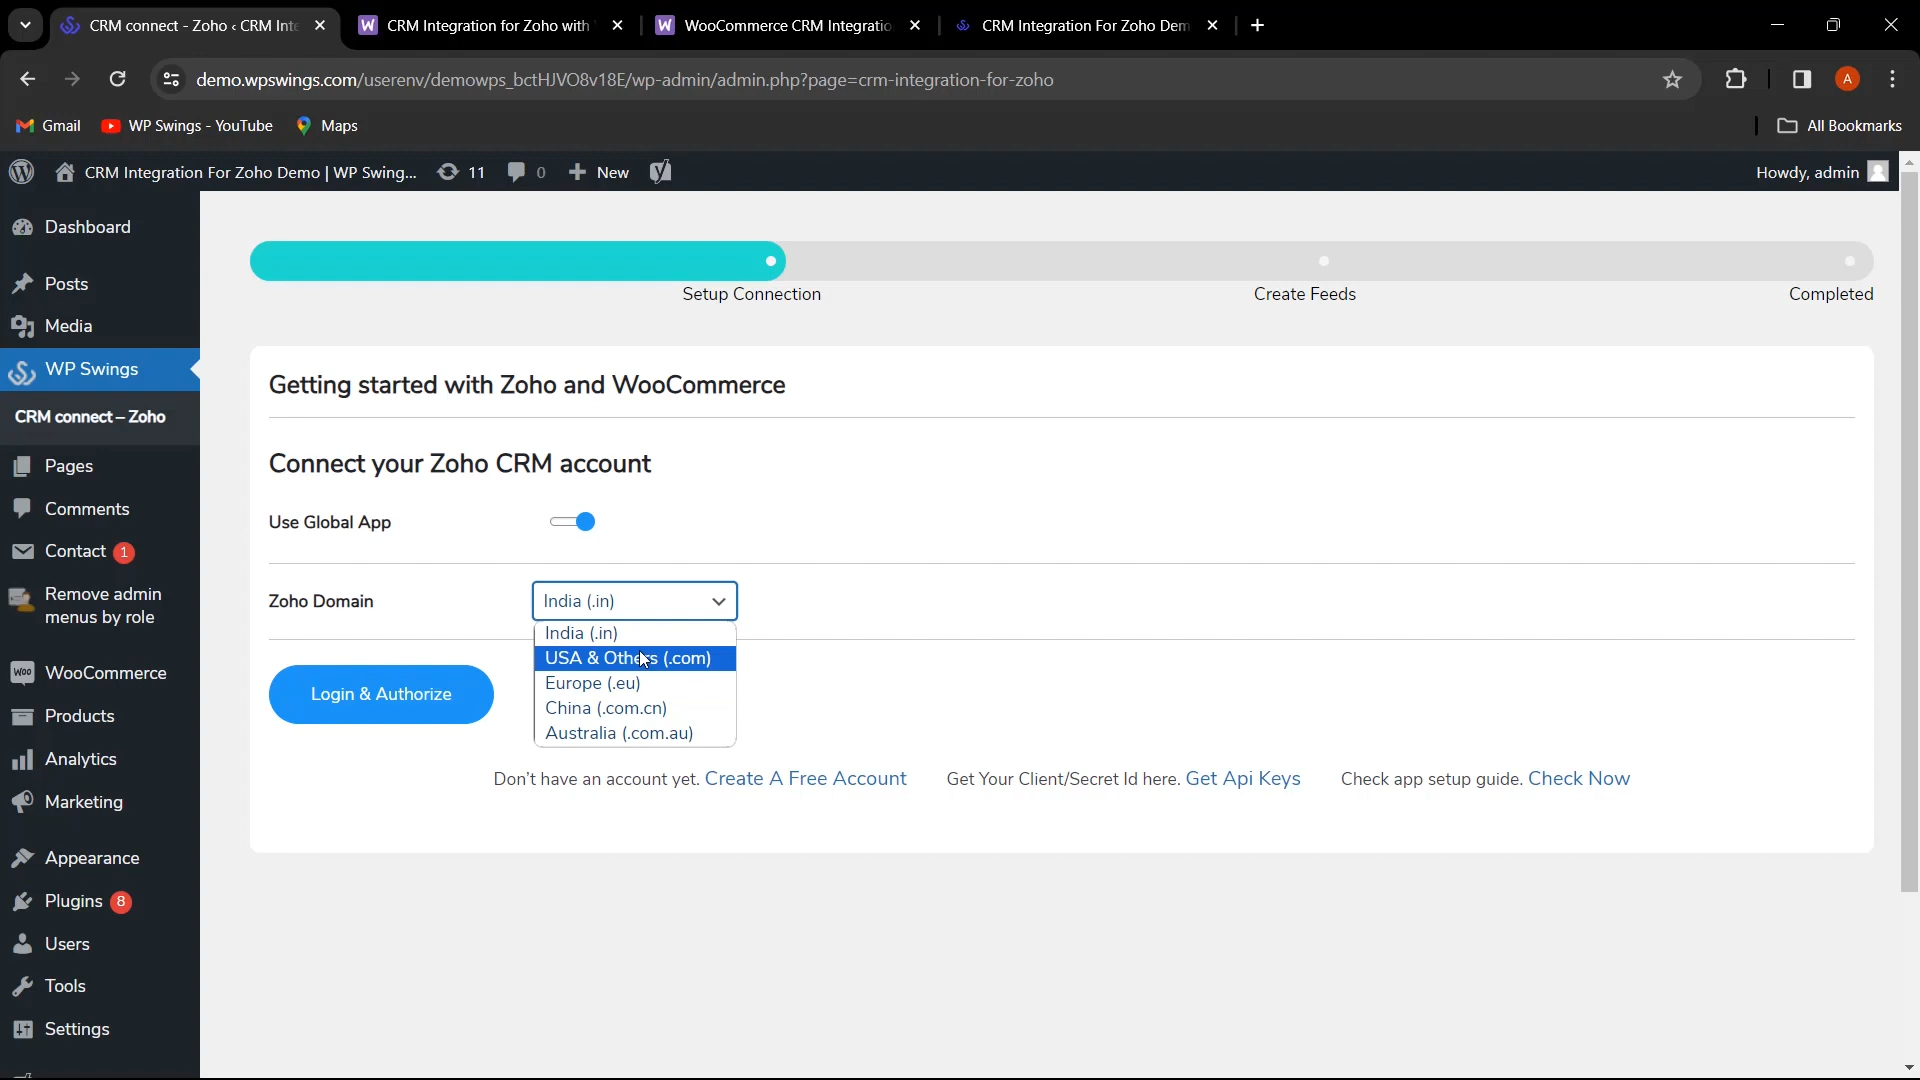 CRM connect - Zoho ‹ CRM Inte
CRM Integration for Zoho with
WooCommerce CRM Integratio
CRM Integration For Zoho Dem
demo.wpswings.com/userenv/demowps_bctHJVO8v18E/wp-admin/admin.php?page=crm-integration-for-zoho
A
Gmail
WP Swings - YouTube
Maps
All Bookmarks
CRM Integration For Zoho Demo | WP Swing...
11
0
New
Howdy, admin
Dashboard
Posts
Media
WP Swings
CRM connect – Zoho
Pages
Comments
Contact 1
Remove admin
menus by role
WooCommerce
Products
Analytics
Marketing
Appearance
Plugins 8
Users
Tools
Settings
Setup Connection
Create Feeds
Completed
Getting started with Zoho and WooCommerce
Connect your Zoho CRM account
Use Global App
Zoho Domain
India (.in)
India (.in)
USA & Others (.com)
Europe (.eu)
China (.com.cn)
Australia (.com.au)
Login & Authorize
Don't have an account yet. Create A Free Account
Get Your Client/Secret Id here. Get Api Keys
Check app setup guide. Check Now